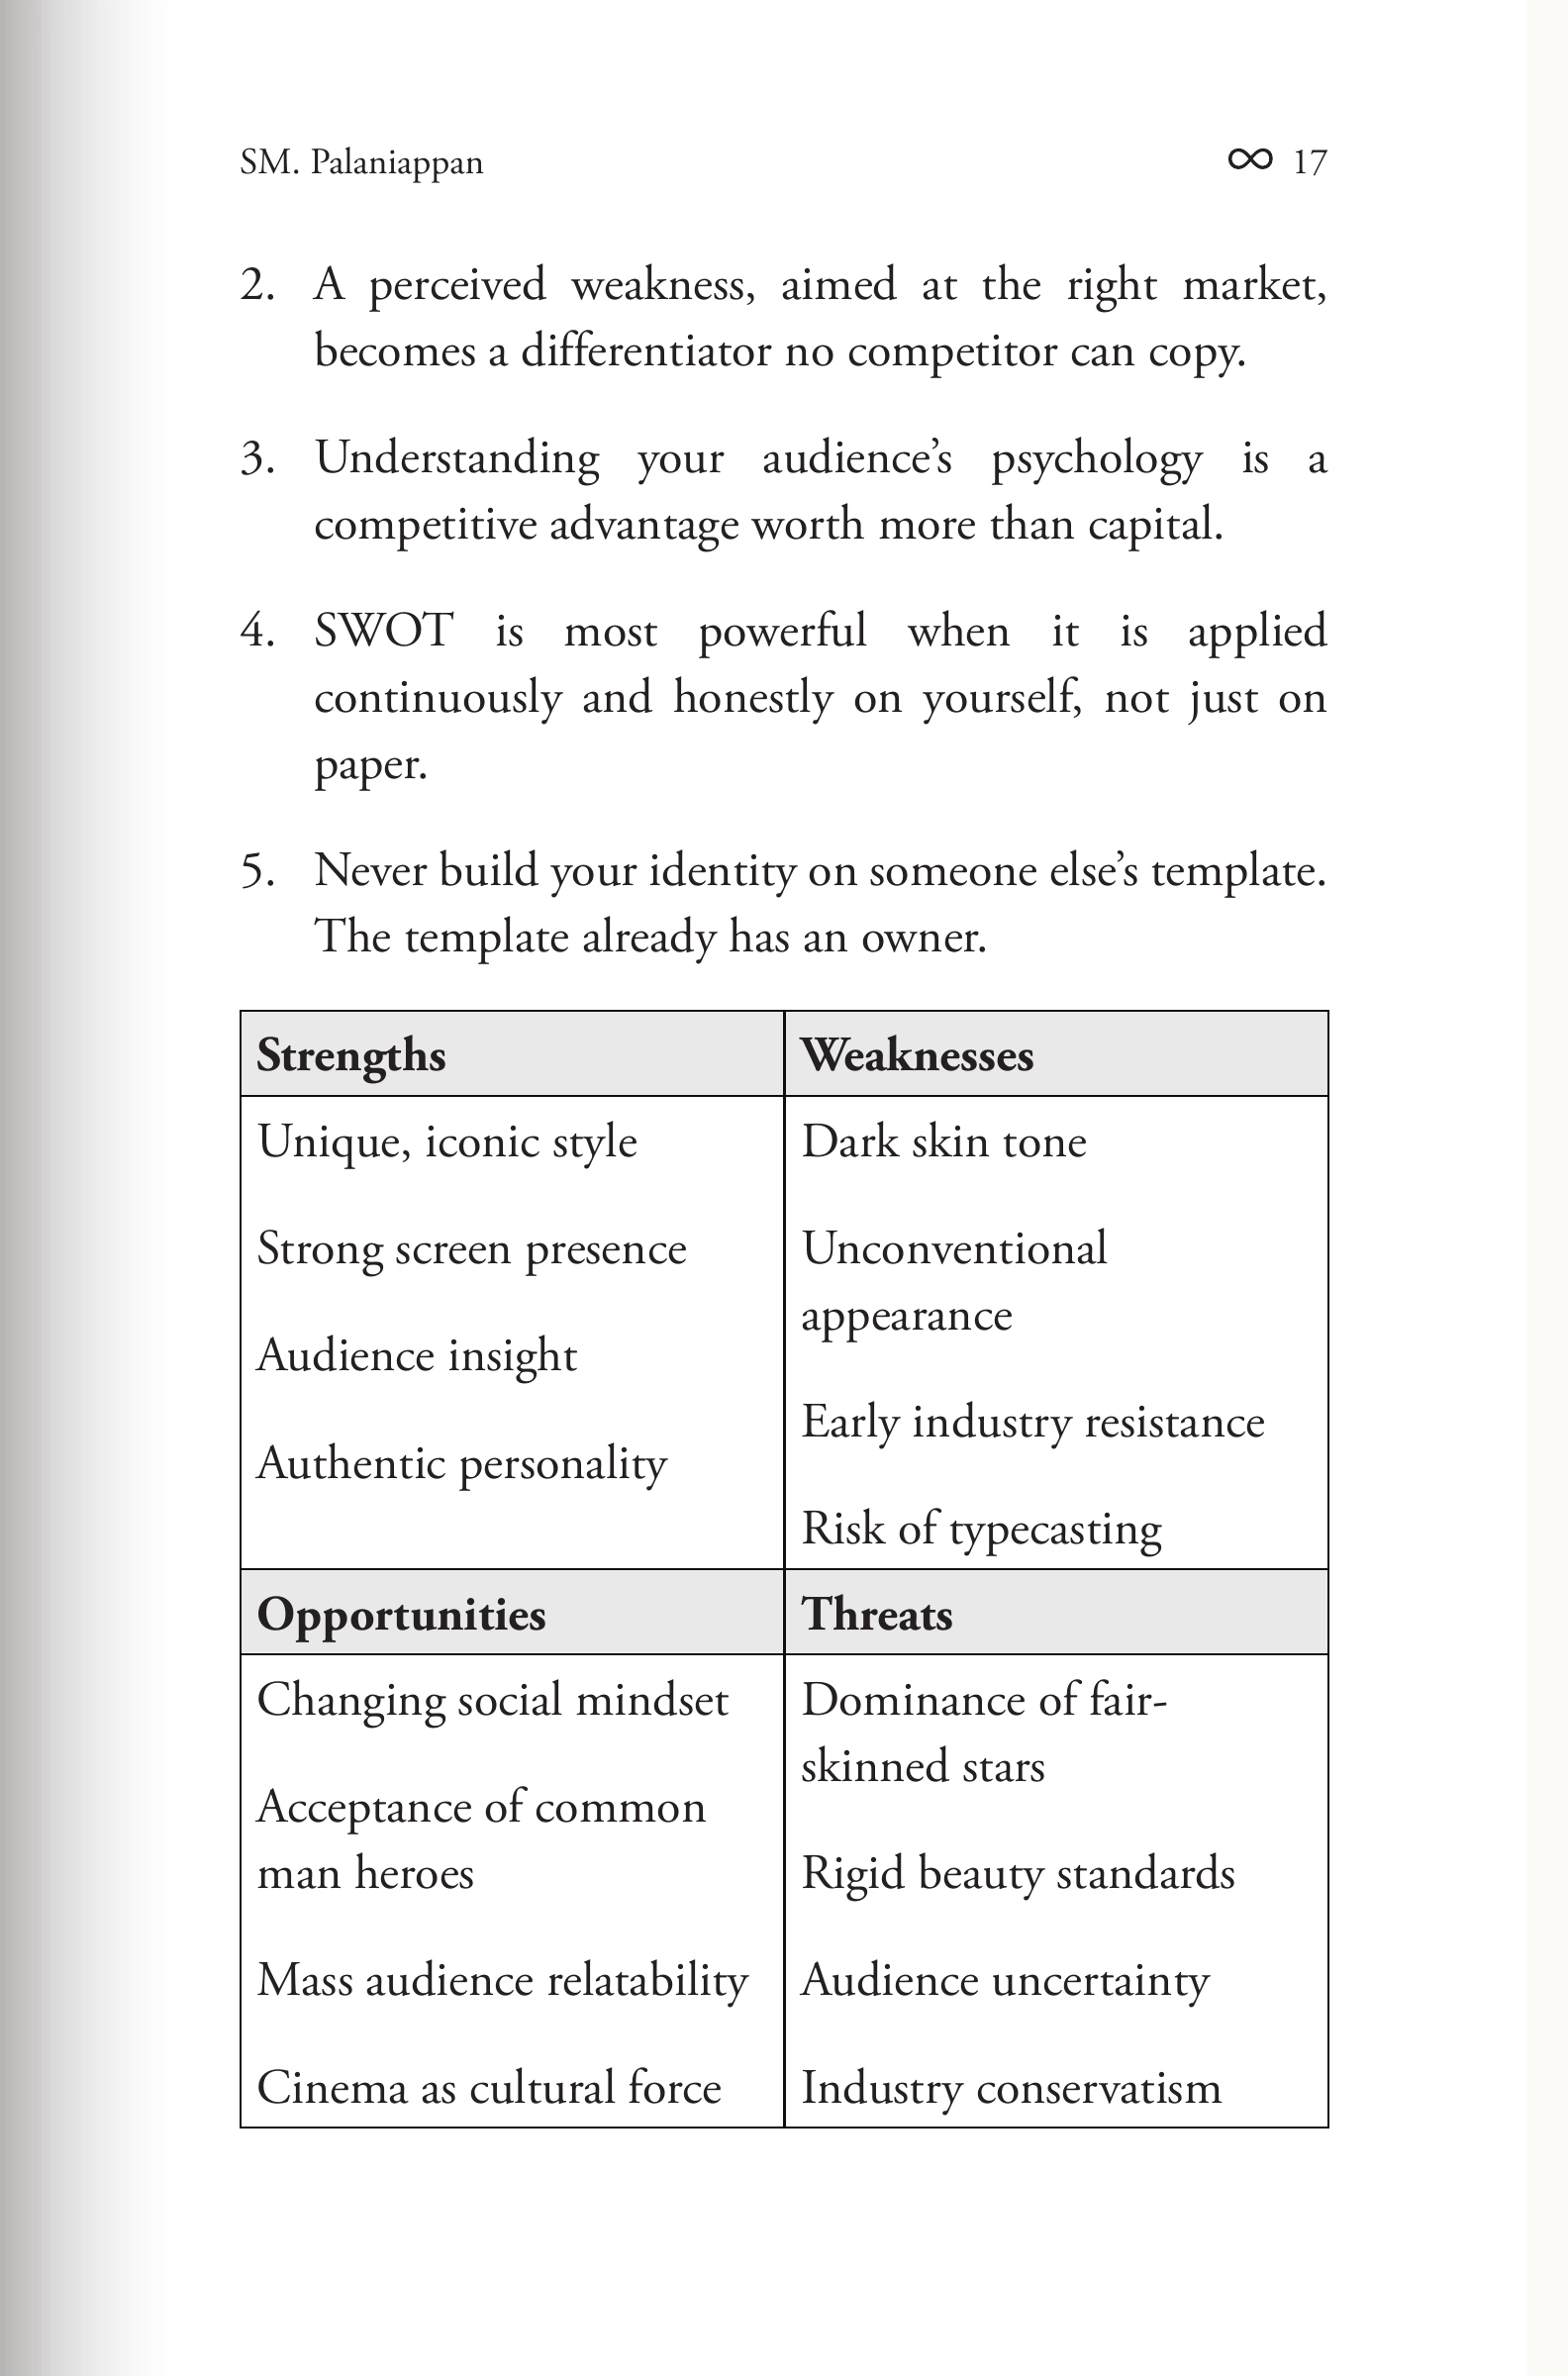 SM. Palaniappan ∞ 17
2. A perceived weakness, aimed at the right market,
becomes a differentiator no competitor can copy.
3. Understanding your audience’s psychology is a
competitive advantage worth more than capital.
4. SWOT is most powerful when it is applied
continuously and honestly on yourself, not just on
paper.
5. Never build your identity on someone else’s template.
The template already has an owner.
Strengths
Weaknesses
Unique, iconic style
Strong screen presence
Audience insight
Authentic personality
Dark skin tone
Unconventional
appearance
Early industry resistance
Risk of typecasting
Opportunities
Threats
Changing social mindset
Acceptance of common
man heroes
Mass audience relatability
Cinema as cultural force
Dominance of fair-
skinned stars
Rigid beauty standards
Audience uncertainty
Industry conservatism